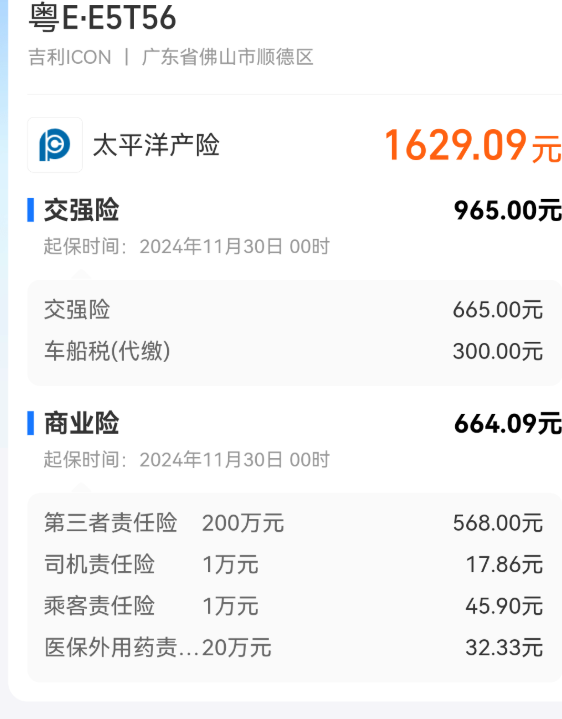 粤E·E5T56
吉利ICON | 广东省佛山市顺德区
太平洋产险 1629.09元
交强险 965.00元
起保时间：2024年11月30日 00时
交强险 665.00元
车船税(代缴) 300.00元
商业险 664.09元
起保时间：2024年11月30日 00时
第三者责任险 200万元 568.00元
司机责任险 1万元 17.86元
乘客责任险 1万元 45.90元
医保外用药责... 20万元 32.33元